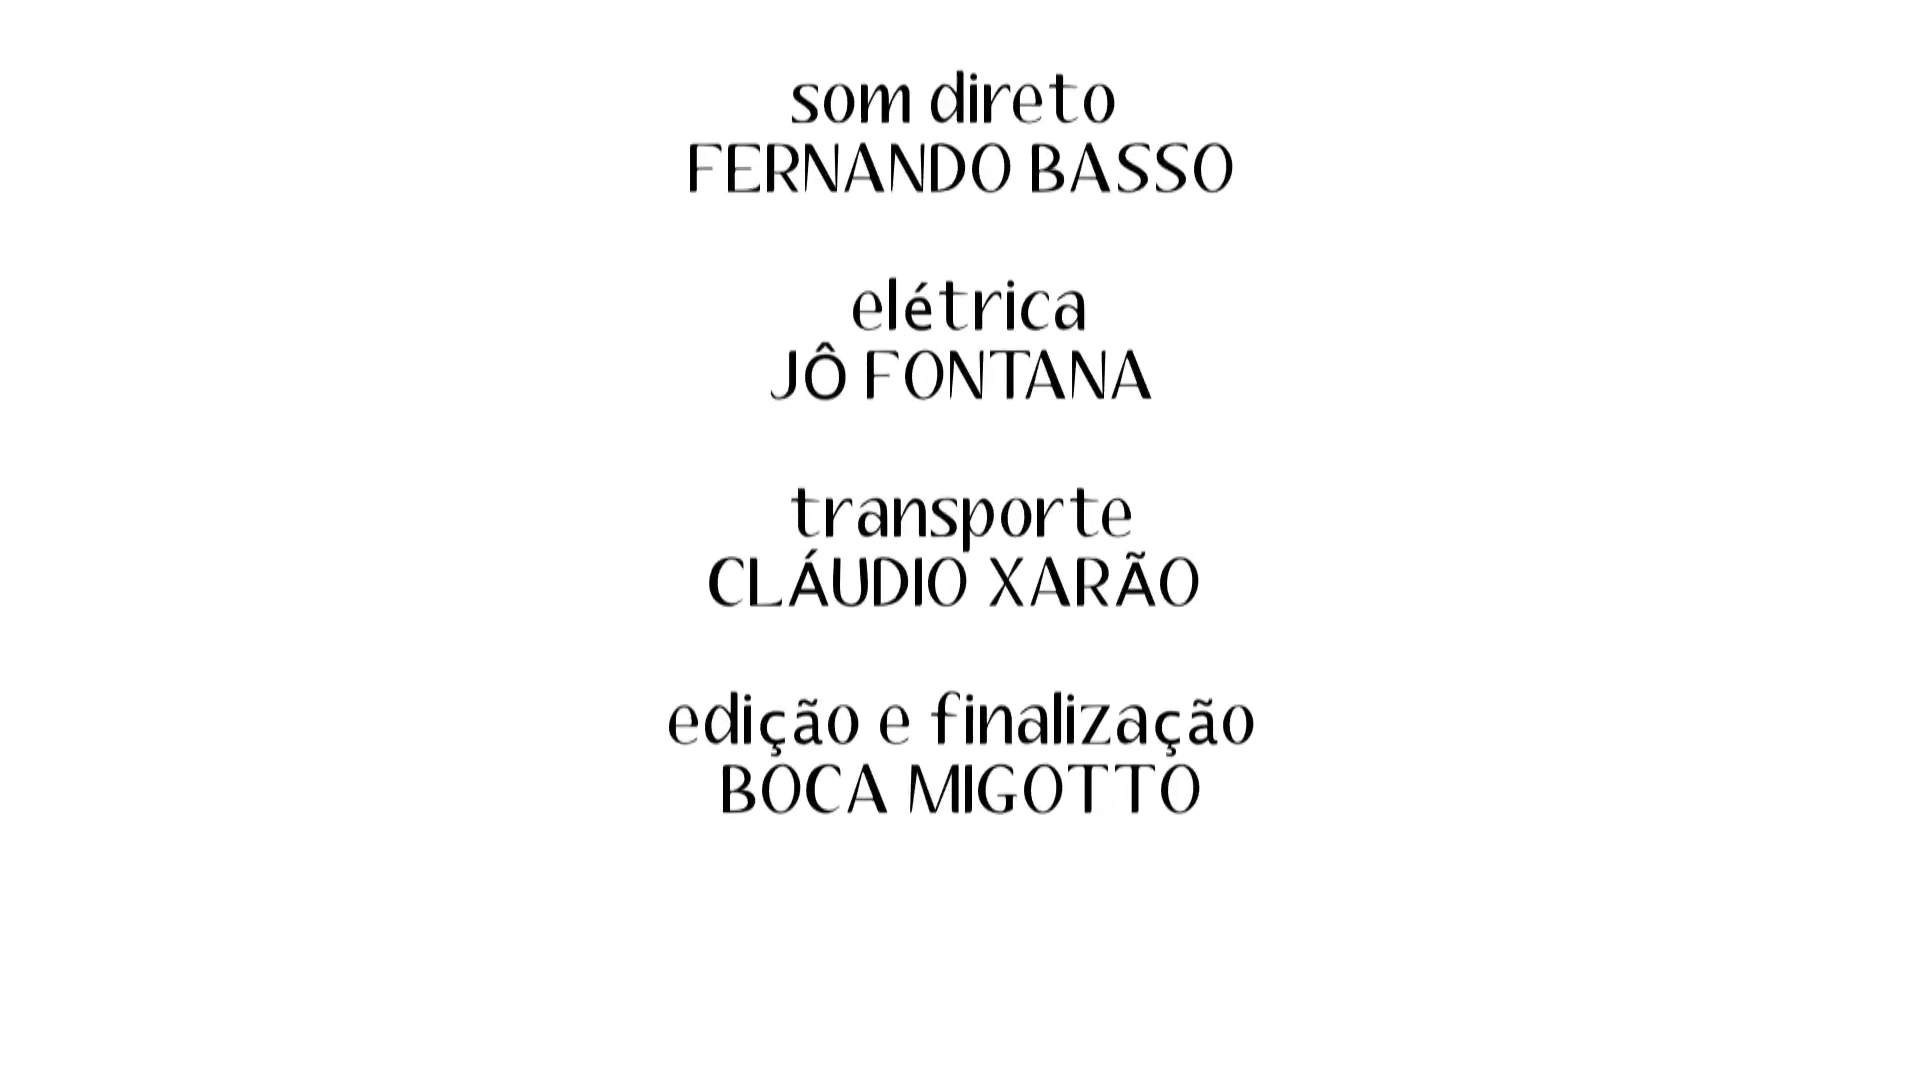 som direto
FERNANDO BASSO
elétrica
JÔ FONTANA
transporte
CLÁUDIO XARÃO
edição e finalização
BOCA MIGOTTO